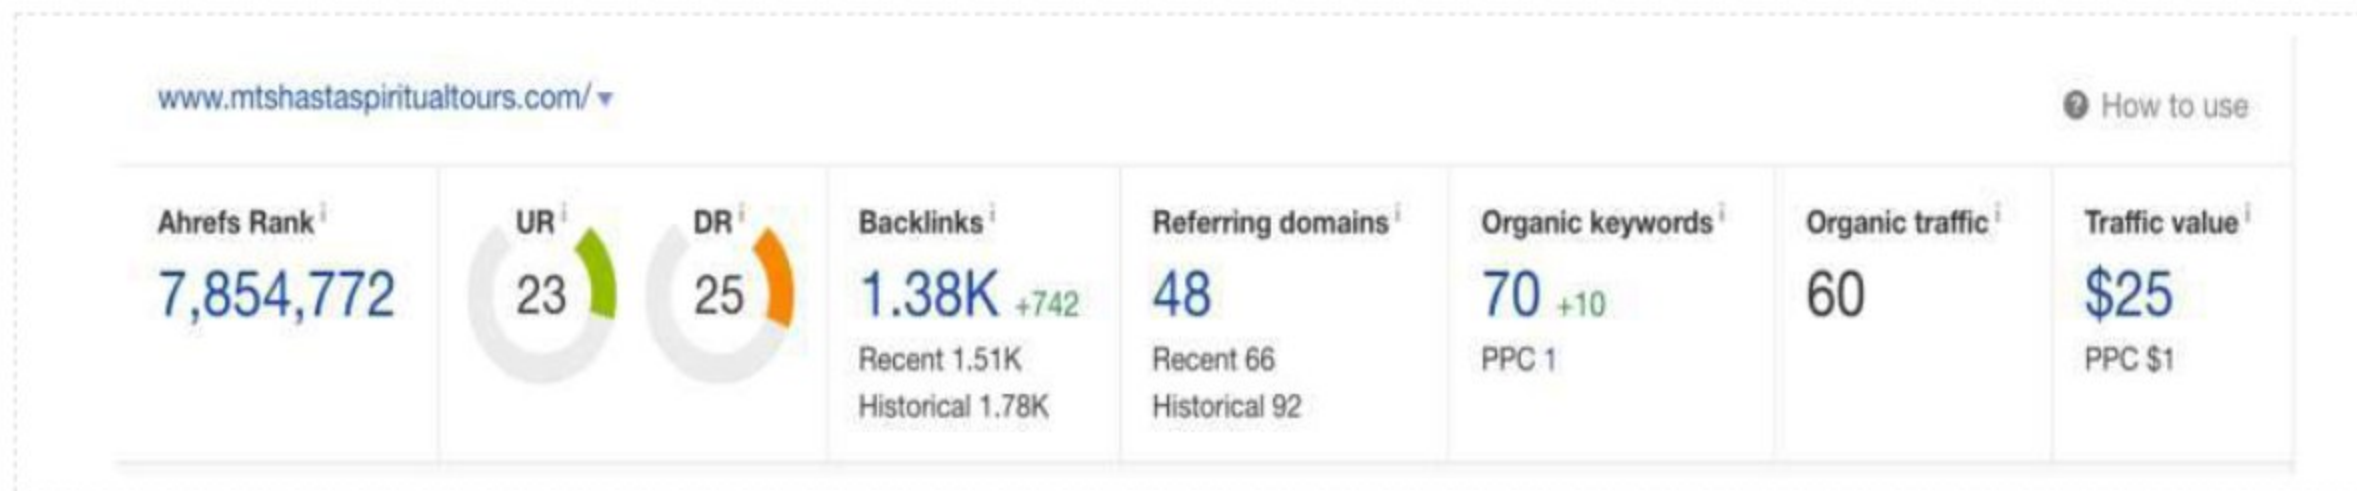 www.mtshastaspiritualtours.com/
How to use
Ahrefs Rank
7,854,772
UR
23
DR
25
Backlinks
1.38K +742
Recent 1.51K
Historical 1.78K
Referring domains
48
Recent 66
Historical 92
Organic keywords
70 +10
PPC 1
Organic traffic
60
Traffic value
$25
PPC $1